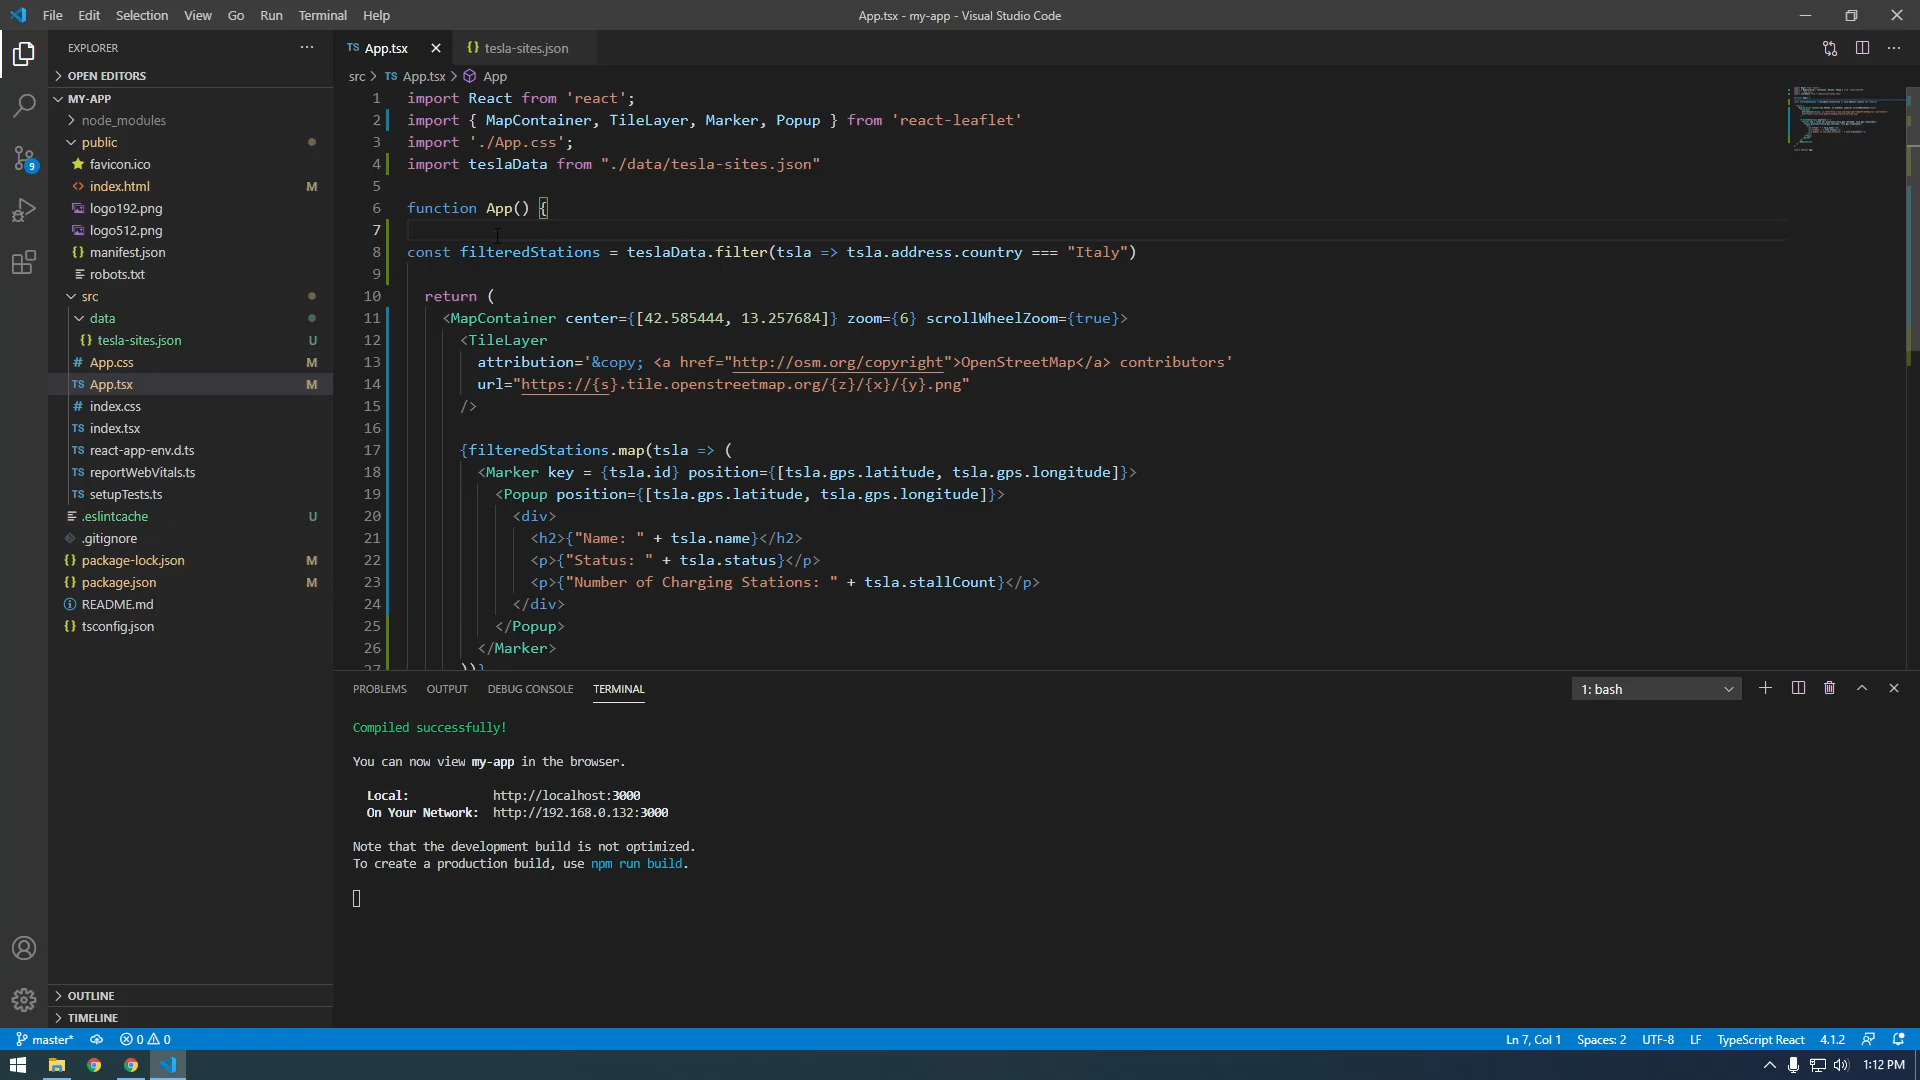 File Edit Selection View Go Run Terminal Help
App.tsx - my-app - Visual Studio Code
EXPLORER
OPEN EDITORS
MY-APP
node_modules
public
favicon.ico
index.html M
logo192.png
logo512.png
manifest.json
robots.txt
src
data
tesla-sites.json U
App.css M
App.tsx M
index.css
index.tsx
react-app-env.d.ts
reportWebVitals.ts
setupTests.ts
.eslintcache U
.gitignore
package-lock.json M
package.json M
README.md
tsconfig.json
OUTLINE
TIMELINE
9
TS App.tsx
{} tesla-sites.json
src > TS App.tsx > App
1 import React from 'react';
2 import { MapContainer, TileLayer, Marker, Popup } from 'react-leaflet'
3 import './App.css';
4 import teslaData from "./data/tesla-sites.json"
5
6 function App() {
7
8 const filteredStations = teslaData.filter(tsla => tsla.address.country === "Italy")
9
10 return (
11 <MapContainer center={[42.585444, 13.257684]} zoom={6} scrollWheelZoom={true}>
12 <TileLayer
13 attribution='&copy; <a href="http://osm.org/copyright">OpenStreetMap</a> contributors'
14 url="https://{s}.tile.openstreetmap.org/{z}/{x}/{y}.png"
15 />
16
17 {filteredStations.map(tsla => (
18 <Marker key = {tsla.id} position={[tsla.gps.latitude, tsla.gps.longitude]}>
19 <Popup position={[tsla.gps.latitude, tsla.gps.longitude]}>
20 <div>
21 <h2>{"Name: " + tsla.name}</h2>
22 <p>{"Status: " + tsla.status}</p>
23 <p>{"Number of Charging Stations: " + tsla.stallCount}</p>
24 </div>
25 </Popup>
26 </Marker>
27 ))}
PROBLEMS OUTPUT DEBUG CONSOLE TERMINAL
1: bash
Compiled successfully!
You can now view my-app in the browser.
Local: http://localhost:3000
On Your Network: http://192.168.0.132:3000
Note that the development build is not optimized.
To create a production build, use npm run build.
master* 0 0
Ln 7, Col 1 Spaces: 2 UTF-8 LF TypeScript React 4.1.2
1:12 PM